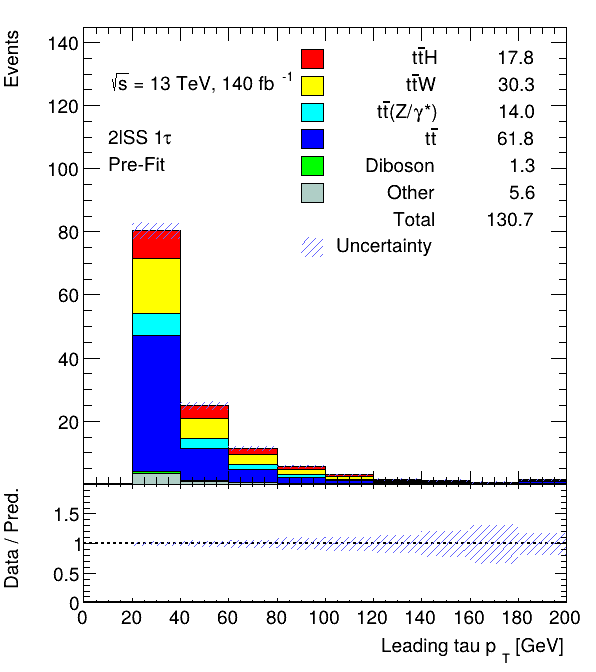 Events
140
120
100
80
60
40
20
√s = 13 TeV, 140 fb⁻¹
2lSS 1τ
Pre-Fit
tt̄H 17.8
tt̄W 30.3
tt̄(Z/γ*) 14.0
tt̄ 61.8
Diboson 1.3
Other 5.6
Total 130.7
Uncertainty
Data / Pred.
1.5
1
0.5
0
0 20 40 60 80 100 120 140 160 180 200
Leading tau p_T [GeV]